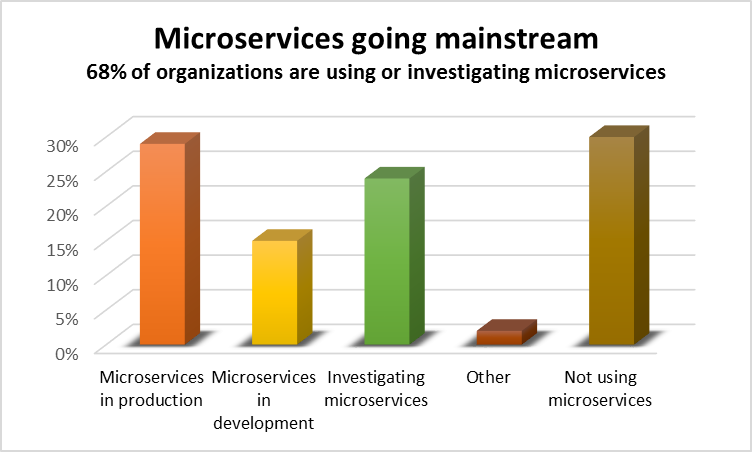 Microservices going mainstream
68% of organizations are using or investigating microservices
30%
25%
20%
15%
10%
5%
0%
Microservices
in production
Microservices
in
development
Investigating
microservices
Other
Not using
microservices